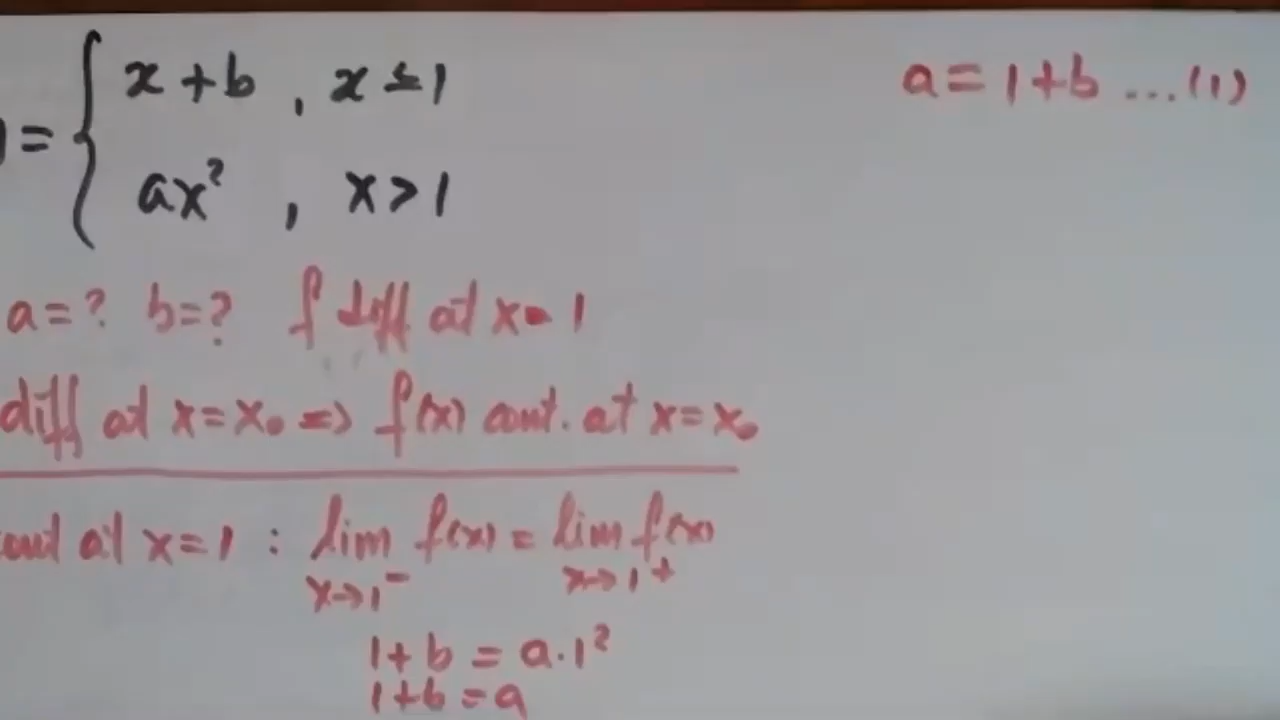 ) = { x + b , x ≤ 1
ax² , x > 1
a = 1 + b ... (1)
a = ? b = ? f diff at x = 1
diff at x = x₀ => f(x) cont. at x = x₀
cont at x = 1 : lim f(x) = lim f(x)
x→1⁻ x→1⁺
1 + b = a·1²
1 + b = a